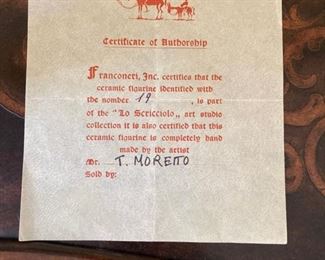 Certificate of Authorship
Franconeri, Inc. certifies that the
ceramic figurine identified with
the nomber 19 , is part
of the "Lo Scricciolo„ art studio
collection it is also certified that this
ceramic figurine is completely hand
made by the artist
Mr. T. MORETTO
Sold by: